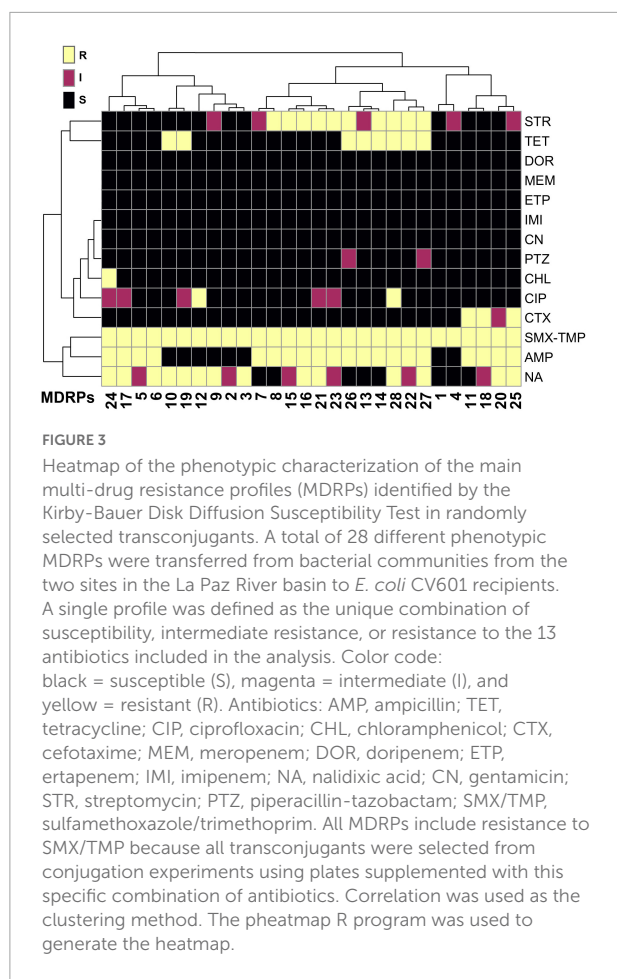 R
I
S
STR
TET
DOR
MEM
ETP
IMI
CN
PTZ
CHL
CIP
CTX
SMX-TMP
AMP
NA
MDRPs 24 17 5 6 10 19 12 9 2 3 7 8 15 16 21 23 26 13 14 28 22 27 1 4 11 18 20 25
FIGURE 3
Heatmap of the phenotypic characterization of the main
multi-drug resistance profiles (MDRPs) identified by the
Kirby-Bauer Disk Diffusion Susceptibility Test in randomly
selected transconjugants. A total of 28 different phenotypic
MDRPs were transferred from bacterial communities from the
two sites in the La Paz River basin to E. coli CV601 recipients.
A single profile was defined as the unique combination of
susceptibility, intermediate resistance, or resistance to the 13
antibiotics included in the analysis. Color code:
black = susceptible (S), magenta = intermediate (I), and
yellow = resistant (R). Antibiotics: AMP, ampicillin; TET,
tetracycline; CIP, ciprofloxacin; CHL, chloramphenicol; CTX,
cefotaxime; MEM, meropenem; DOR, doripenem; ETP,
ertapenem; IMI, imipenem; NA, nalidixic acid; CN, gentamicin;
STR, streptomycin; PTZ, piperacillin-tazobactam; SMX/TMP,
sulfamethoxazole/trimethoprim. All MDRPs include resistance to
SMX/TMP because all transconjugants were selected from
conjugation experiments using plates supplemented with this
specific combination of antibiotics. Correlation was used as the
clustering method. The pheatmap R program was used to
generate the heatmap.